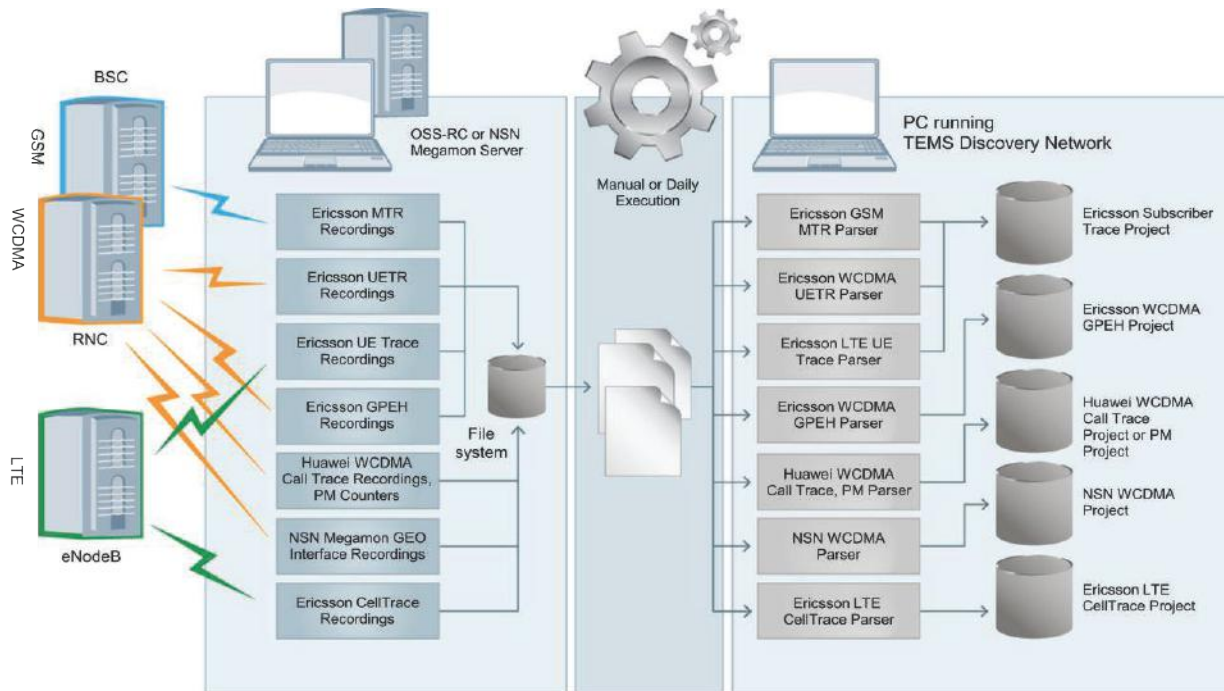 BSC
GSM
WCDMA
RNC
LTE
eNodeB
OSS-RC or NSN
Megamon Server
Ericsson MTR
Recordings
Ericsson UETR
Recordings
Ericsson UE Trace
Recordings
Ericsson GPEH
Recordings
Huawei WCDMA
Call Trace Recordings,
PM Counters
NSN Megamon GEO
Interface Recordings
Ericsson CellTrace
Recordings
File
system
Manual or Daily
Execution
PC running
TEMS Discovery Network
Ericsson GSM
MTR Parser
Ericsson WCDMA
UETR Parser
Ericsson LTE UE
Trace Parser
Ericsson WCDMA
GPEH Parser
Huawei WCDMA
Call Trace, PM Parser
NSN WCDMA
Parser
Ericsson LTE
CellTrace Parser
Ericsson Subscriber
Trace Project
Ericsson WCDMA
GPEH Project
Huawei WCDMA
Call Trace
Project or PM
Project
NSN WCDMA
Project
Ericsson LTE
CellTrace Project